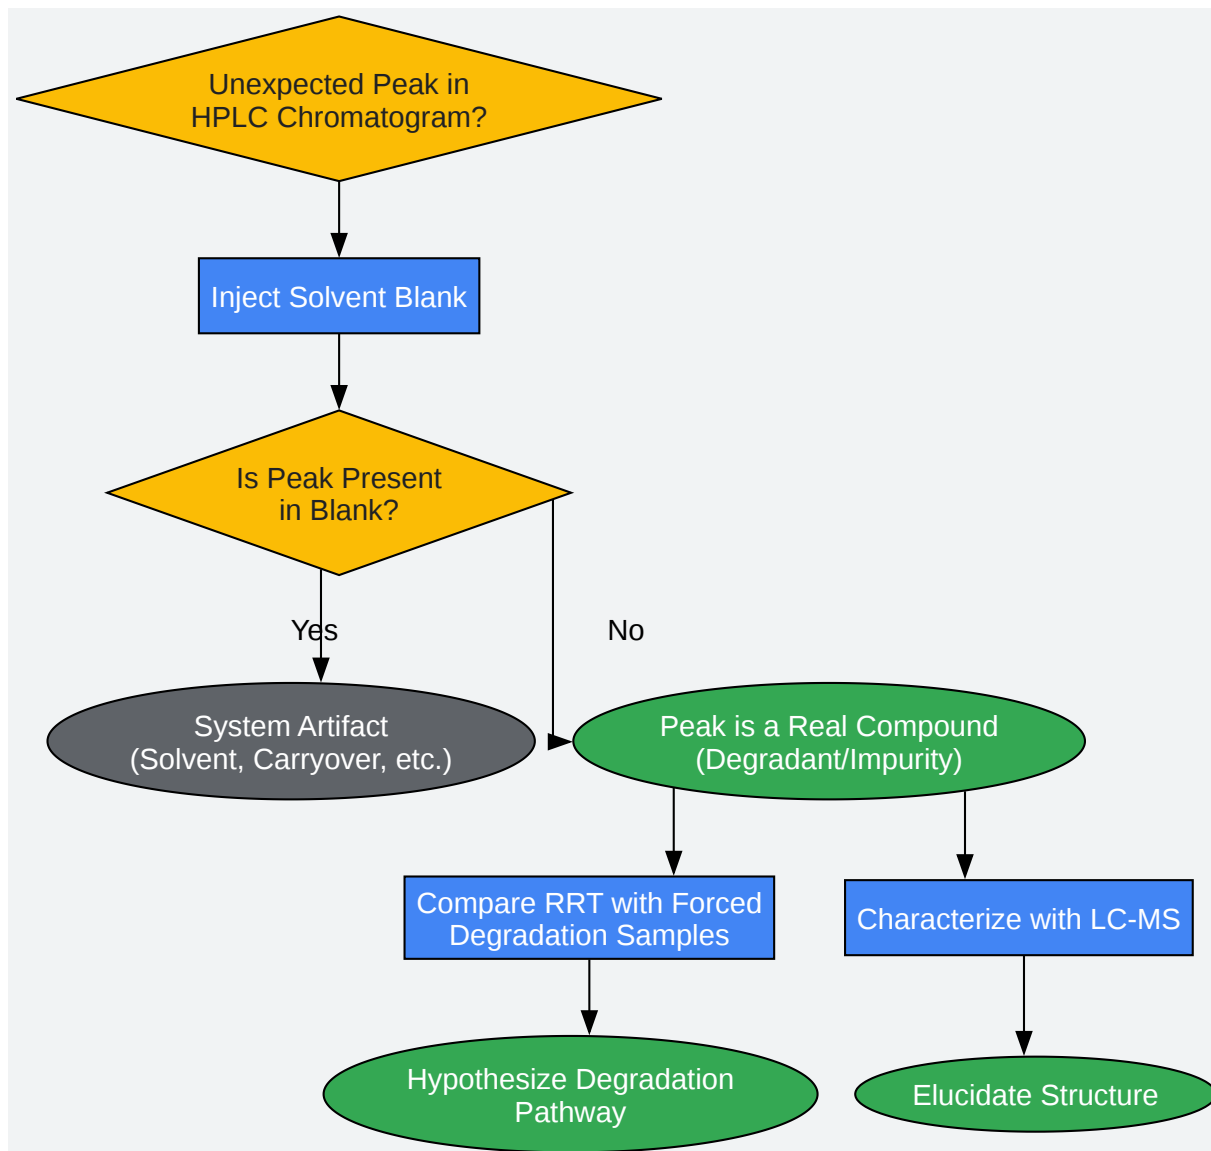 Unexpected Peak in
HPLC Chromatogram?
Inject Solvent Blank
Is Peak Present
in Blank?
Yes
No
System Artifact
(Solvent, Carryover, etc.)
Peak is a Real Compound
(Degradant/Impurity)
Compare RRT with Forced
Degradation Samples
Characterize with LC-MS
Hypothesize Degradation
Pathway
Elucidate Structure